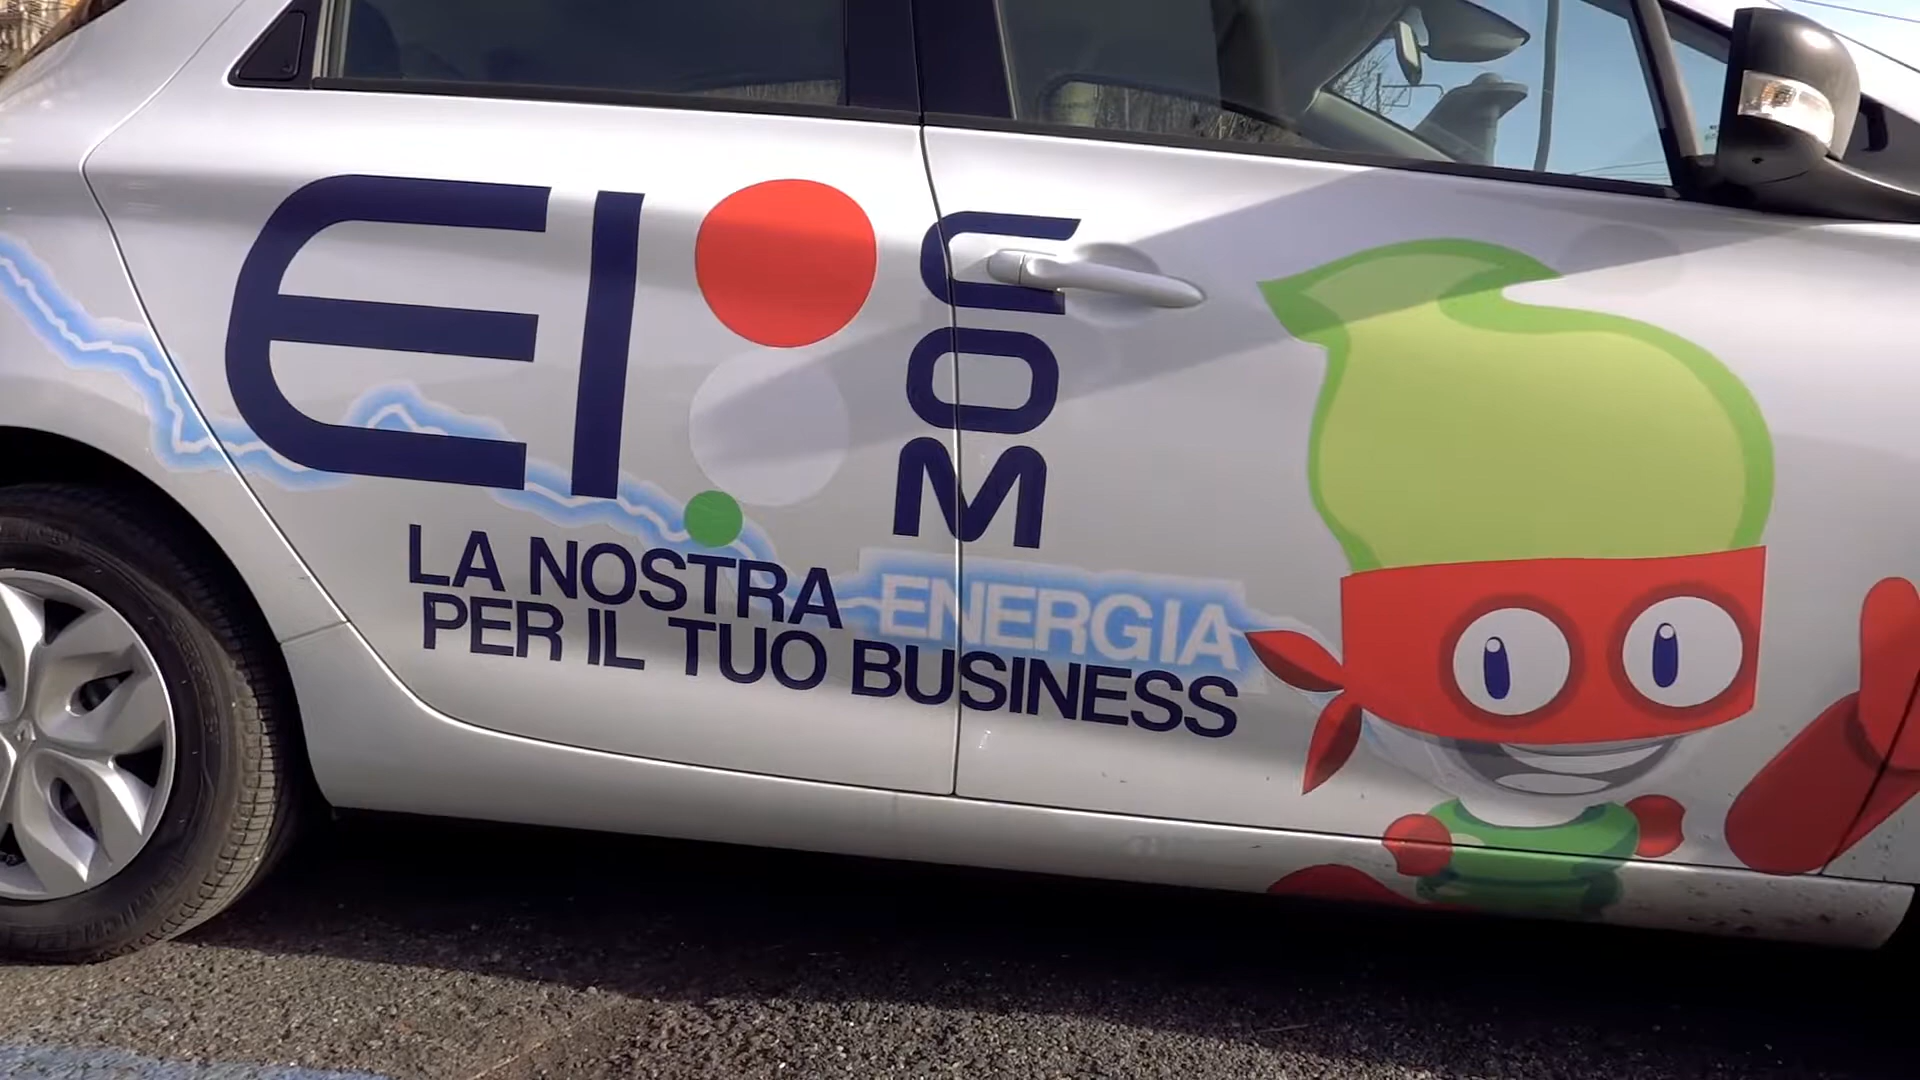 EI
COM
LA NOSTRA ENERGIA
PER IL TUO BUSINESS